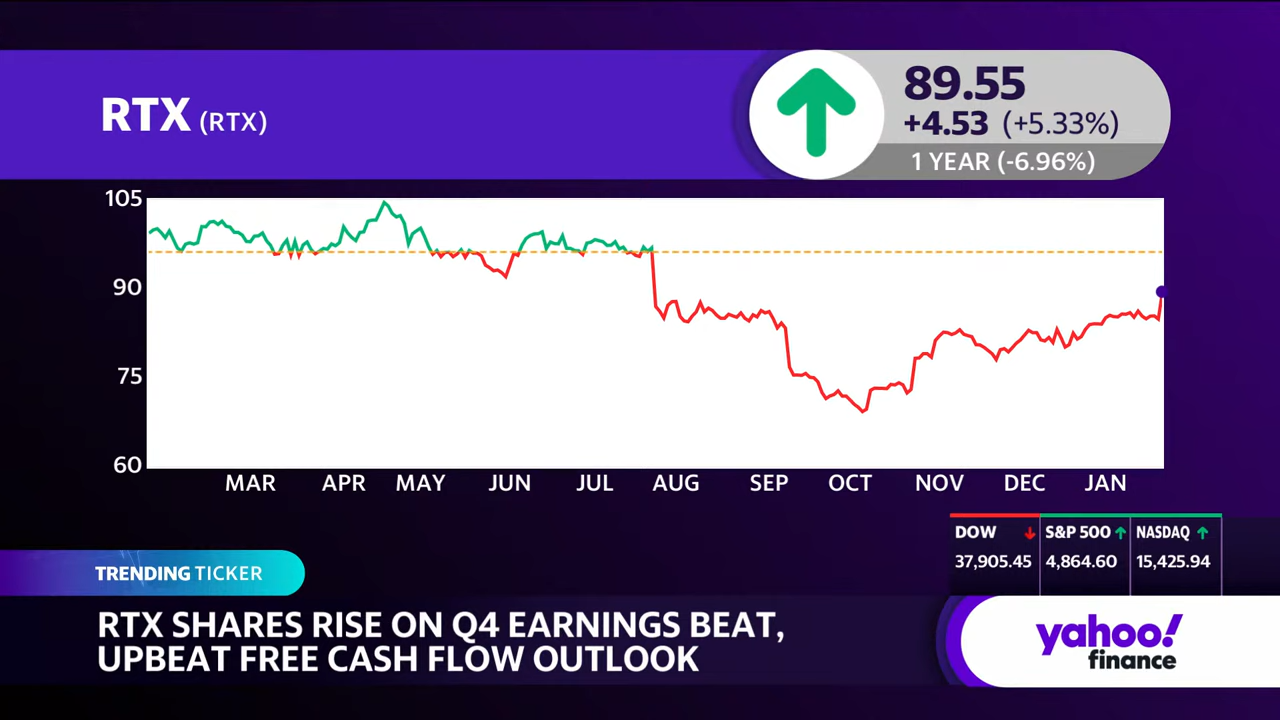 RTX (RTX)
89.55
+4.53 (+5.33%)
1 YEAR (-6.96%)
105
90
75
60
MAR APR MAY JUN JUL AUG SEP OCT NOV DEC JAN
DOW S&P 500 NASDAQ
37,905.45 4,864.60 15,425.94
TRENDING TICKER
RTX SHARES RISE ON Q4 EARNINGS BEAT,
UPBEAT FREE CASH FLOW OUTLOOK
yahoo!
finance